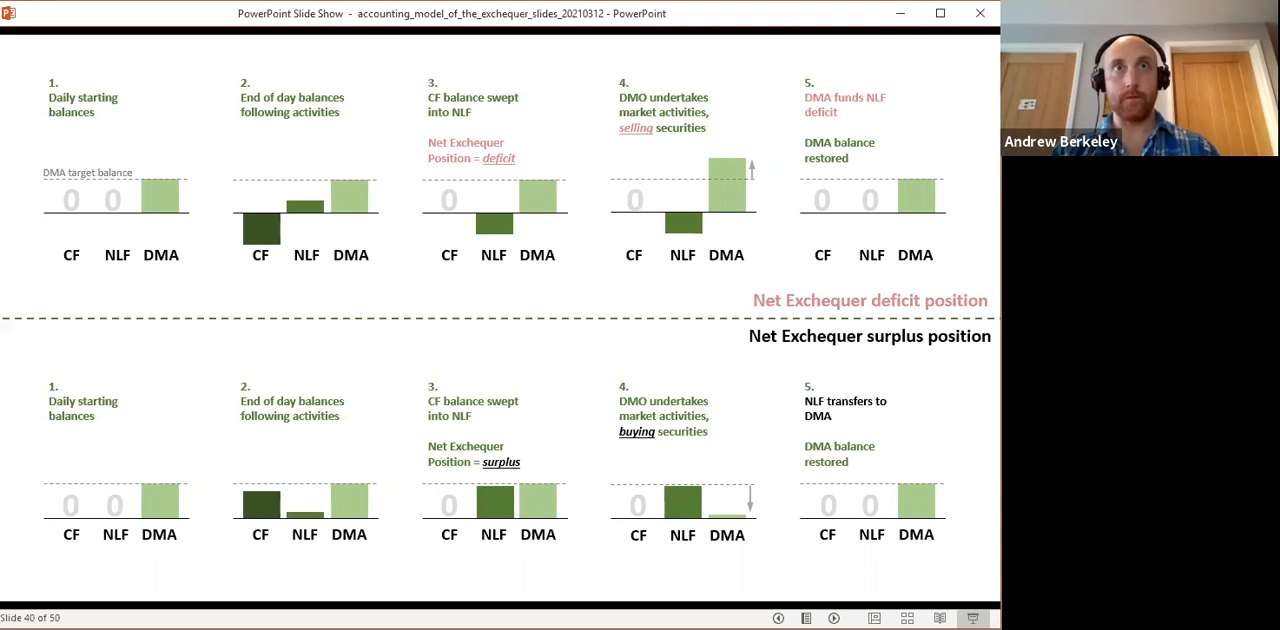 PowerPoint Slide Show - accounting_model_of_the_exchequer_slides_20210312 - PowerPoint
Andrew Berkeley
1.
Daily starting
balances
DMA target balance
0 0
CF NLF DMA
2.
End of day balances
following activities
CF NLF DMA
3.
CF balance swept
into NLF
Net Exchequer
Position = deficit
0
CF NLF DMA
4.
DMO undertakes
market activities,
selling securities
0
CF NLF DMA
5.
DMA funds NLF
deficit
DMA balance
restored
0 0
CF NLF DMA
Net Exchequer deficit position
Net Exchequer surplus position
1.
Daily starting
balances
0 0
CF NLF DMA
2.
End of day balances
following activities
CF NLF DMA
3.
CF balance swept
into NLF
Net Exchequer
Position = surplus
0
CF NLF DMA
4.
DMO undertakes
market activities,
buying securities
0
CF NLF DMA
5.
NLF transfers to
DMA
DMA balance
restored
0 0
CF NLF DMA
Slide 40 of 50